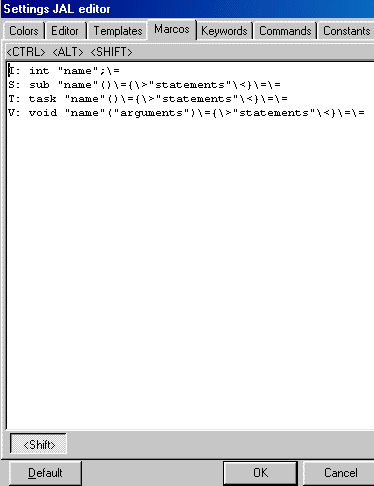 Settings JAL editor
Colors Editor Templates Marcos Keywords Commands Constants
<CTRL> <ALT> <SHIFT>
I: int "name";\=
S: sub "name"()\={\>"statements"\<}\=\=
T: task "name"()\={\>"statements"\<}\=\=
V: void "name"("arguments")\={\>"statements"\<}\=\=
<Shift>
Default OK Cancel